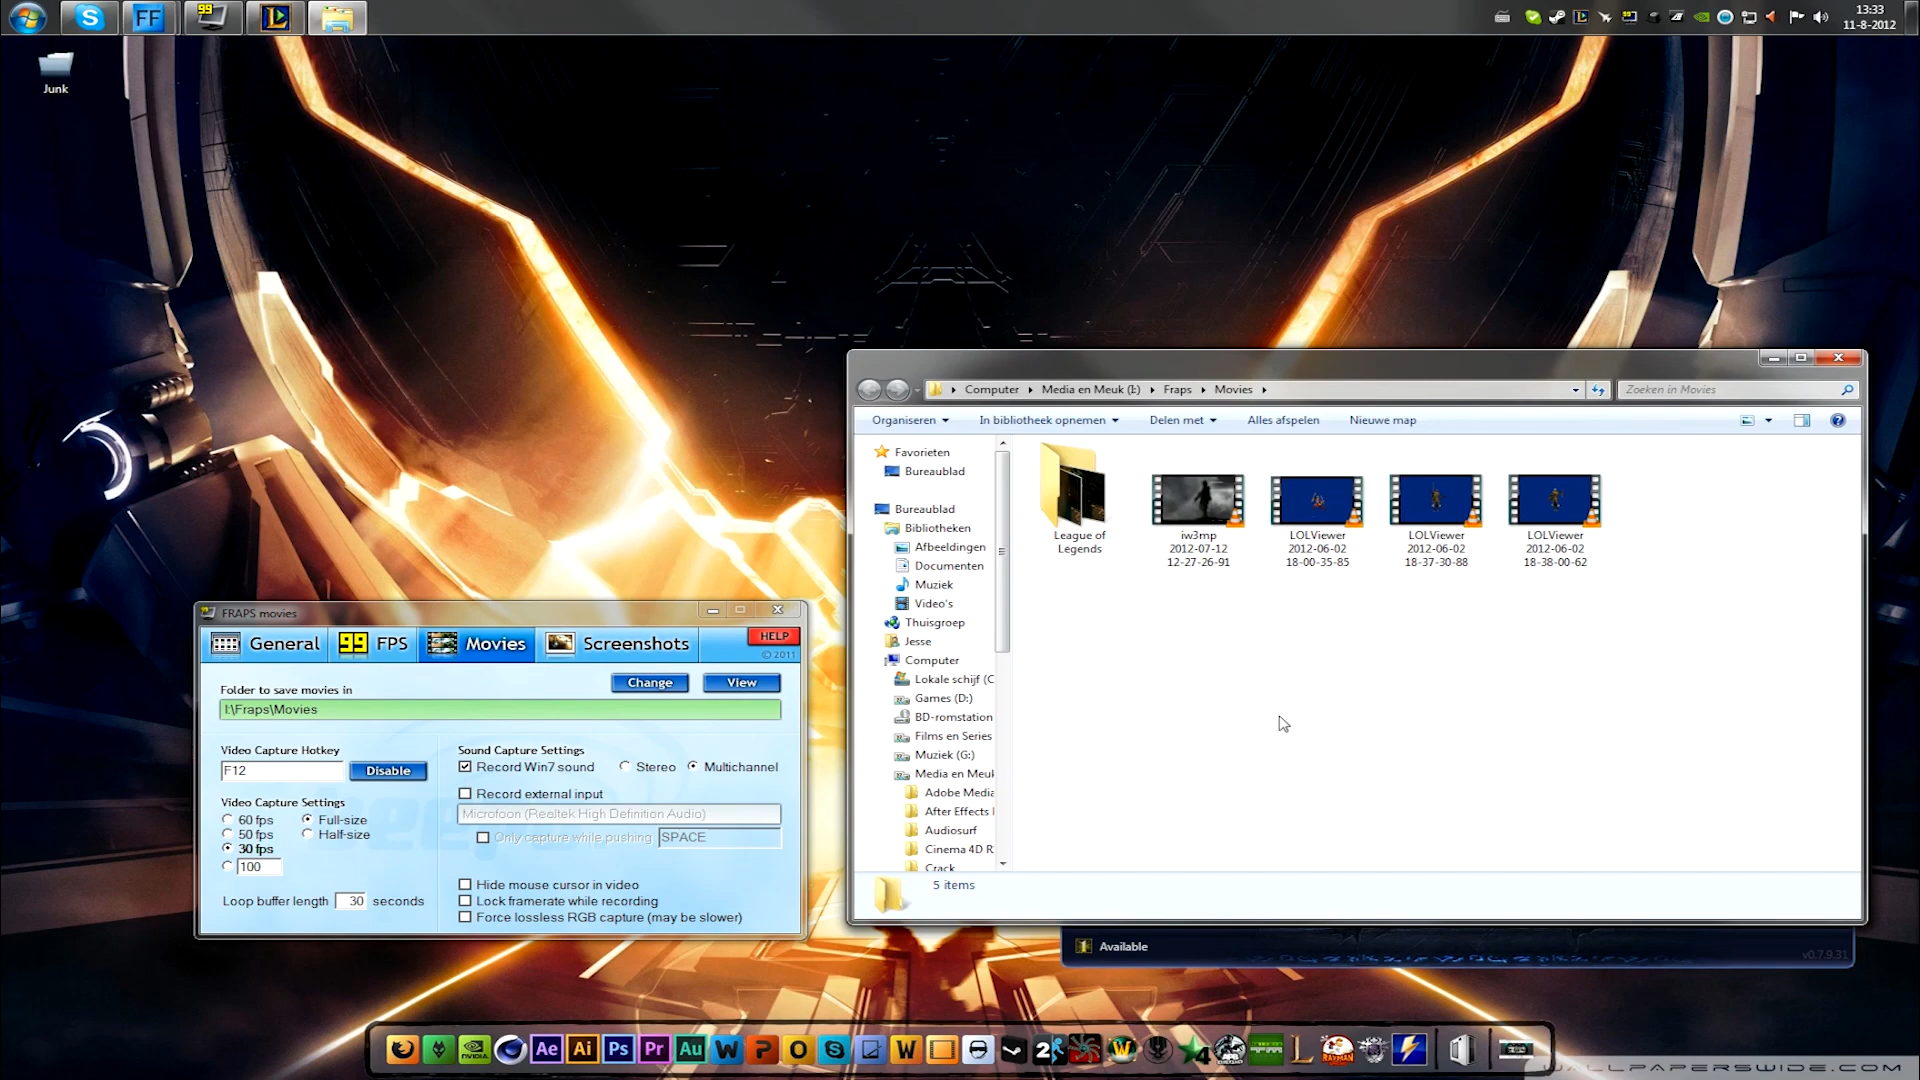 13:33
11-8-2012
FF
99
Junk
Computer
Media en Meuk (I:)
Fraps
Movies
Zoeken in Movies
Organiseren
In bibliotheek opnemen
Delen met
Alles afspelen
Nieuwe map
Favorieten
Bureaublad
Bureaublad
Bibliotheken
Afbeeldingen
Documenten
Muziek
Video's
Thuisgroep
Jesse
Computer
Lokale schijf (C
Games (D:)
BD-romstation
Films en Series
Muziek (G:)
Media en Meuk
Adobe Media
After Effects
Audiosurf
Cinema 4D R
Crack
League of
Legends
iw3mp
2012-07-12
12-27-26-91
LOLViewer
2012-06-02
18-00-35-85
LOLViewer
2012-06-02
18-37-30-88
LOLViewer
2012-06-02
18-38-00-62
5 items
FRAPS movies
General
99 FPS
Movies
Screenshots
HELP
© 2011
Folder to save movies in
Change
View
I:\Fraps\Movies
Video Capture Hotkey
F12
Disable
Video Capture Settings
60 fps
50 fps
30 fps
100
Full-size
Half-size
Loop buffer length 30 seconds
Sound Capture Settings
Record Win7 sound
Stereo
Multichannel
Record external input
Microfoon (Realtek High Definition Audio)
Only capture while pushing SPACE
Hide mouse cursor in video
Lock framerate while recording
Force lossless RGB capture (may be slower)
Available
v0.7.9.31
Ae Ai Ps Pr Au
WALLPAPERSWIDE.COM